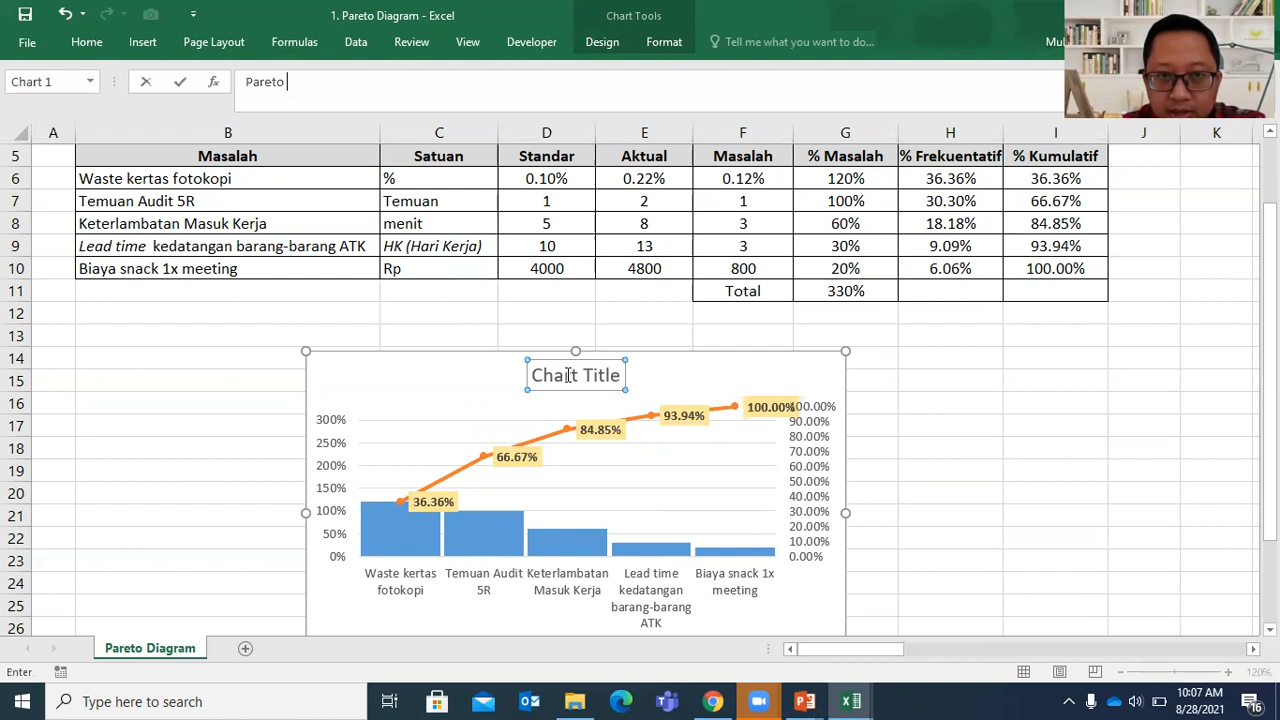 1. Pareto Diagram - Excel
Chart Tools
File Home Insert Page Layout Formulas Data Review View Developer Design Format Tell me what you want to do...
Chart 1
fx
Pareto
A B C D E F G H I J K
5 Masalah Satuan Standar Aktual Masalah % Masalah % Frekuentatif % Kumulatif
6 Waste kertas fotokopi % 0.10% 0.22% 0.12% 120% 36.36% 36.36%
7 Temuan Audit 5R Temuan 1 2 1 100% 30.30% 66.67%
8 Keterlambatan Masuk Kerja menit 5 8 3 60% 18.18% 84.85%
9 Lead time kedatangan barang-barang ATK HK (Hari Kerja) 10 13 3 30% 9.09% 93.94%
10 Biaya snack 1x meeting Rp 4000 4800 800 20% 6.06% 100.00%
11 Total 330%
12
13
14
15
16
17
18
19
20
21
22
23
24
25
26
Chart Title
300%
250%
200%
150%
100%
50%
0%
36.36%
66.67%
84.85%
93.94%
100.00%
100.00%
90.00%
80.00%
70.00%
60.00%
50.00%
40.00%
30.00%
20.00%
10.00%
0.00%
Waste kertas
fotokopi
Temuan Audit
5R
Keterlambatan
Masuk Kerja
Lead time
kedatangan
barang-barang
ATK
Biaya snack 1x
meeting
Pareto Diagram
Enter
120%
Type here to search
10:07 AM
8/28/2021
16